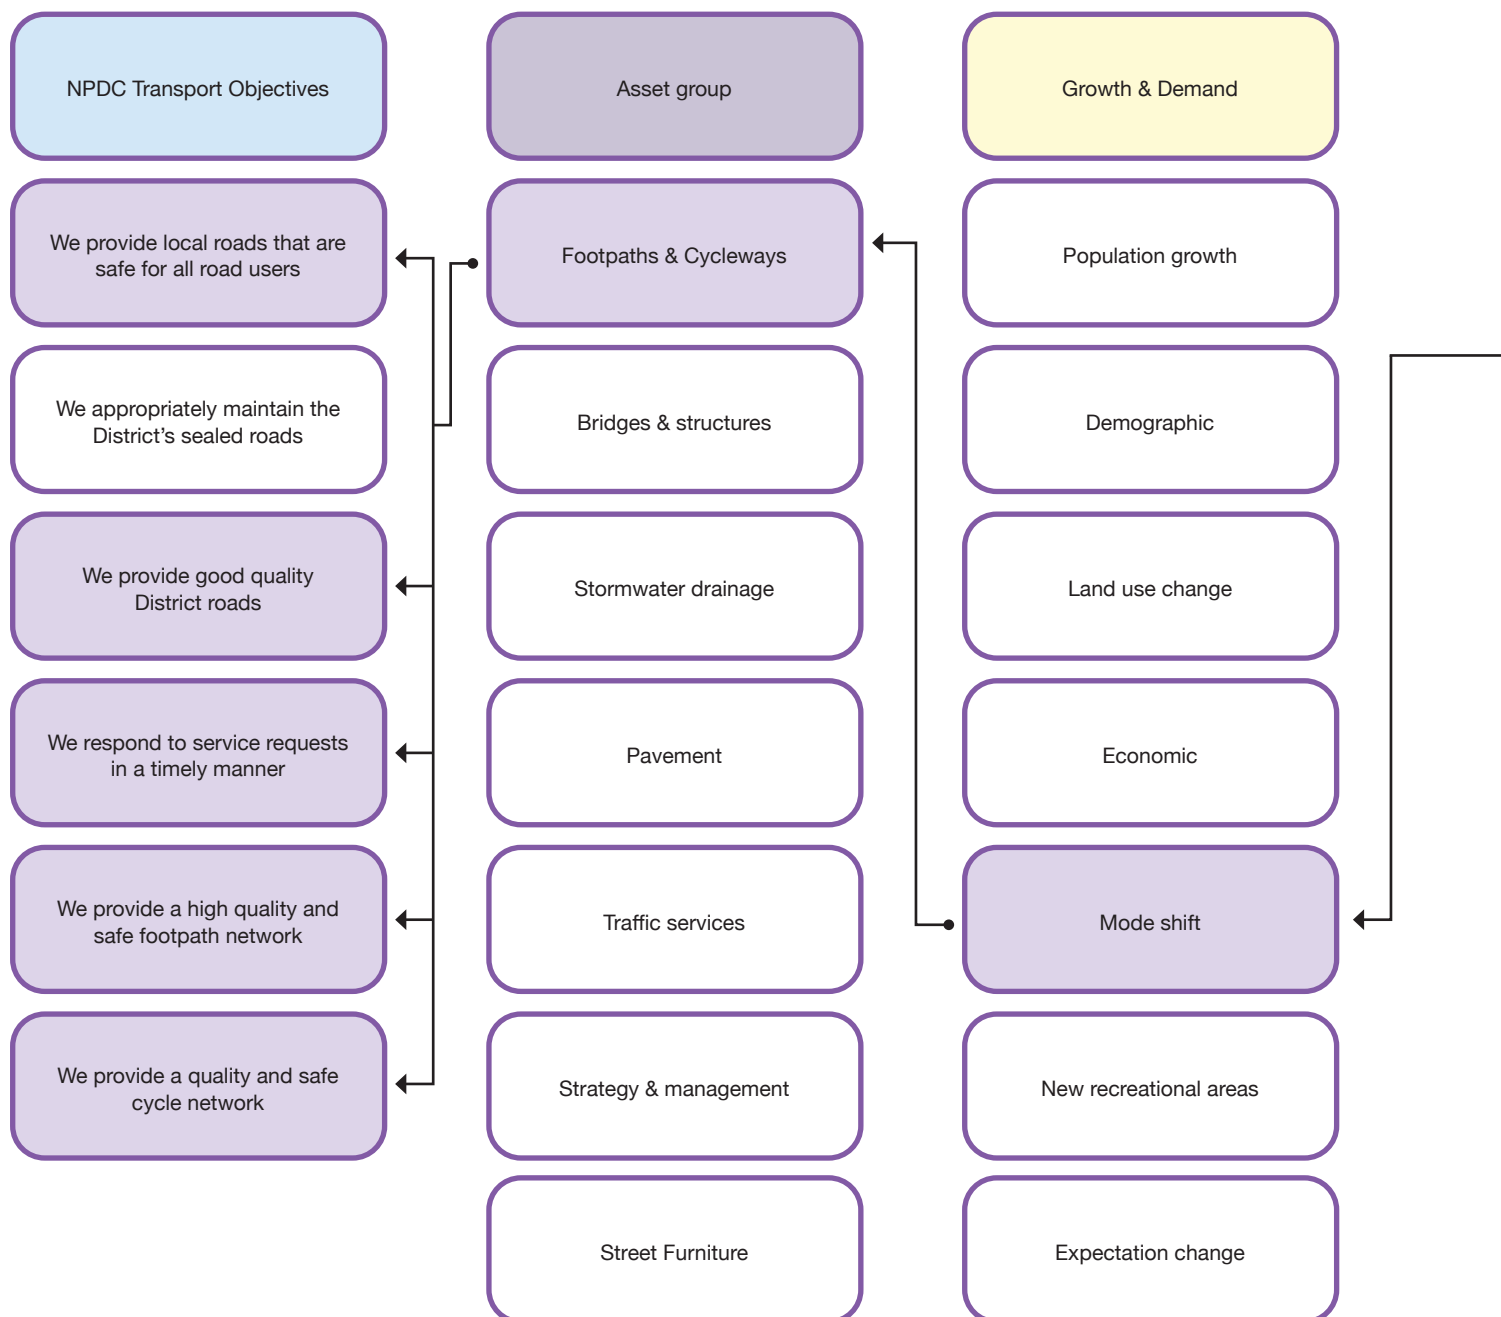 NPDC Transport Objectives
We provide local roads that are
safe for all road users
We appropriately maintain the
District’s sealed roads
We provide good quality
District roads
We respond to service requests
in a timely manner
We provide a high quality and
safe footpath network
We provide a quality and safe
cycle network
Asset group
Footpaths & Cycleways
Bridges & structures
Stormwater drainage
Pavement
Traffic services
Strategy & management
Street Furniture
Growth & Demand
Population growth
Demographic
Land use change
Economic
Mode shift
New recreational areas
Expectation change